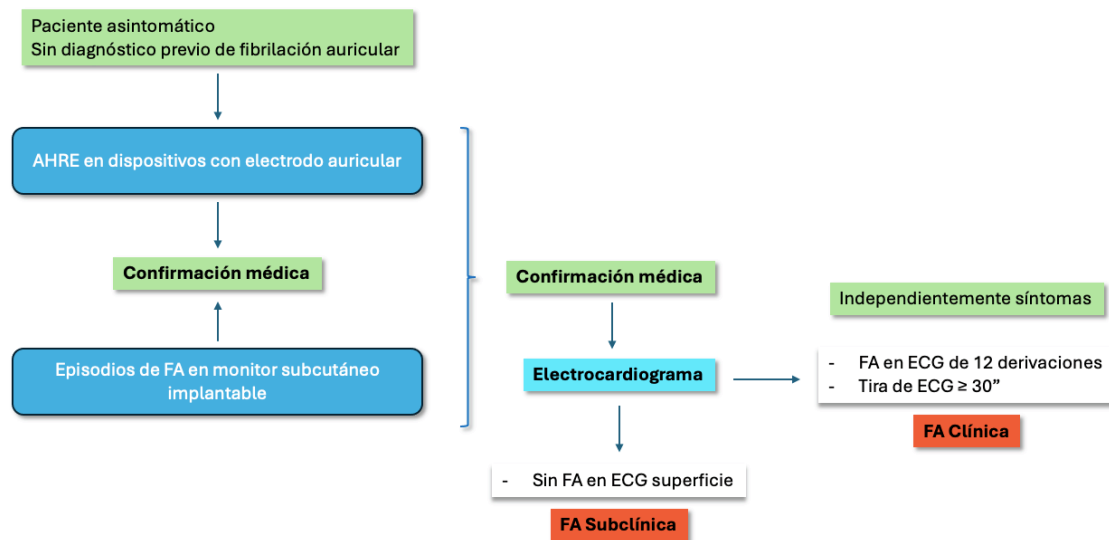 Paciente asintomático
Sin diagnóstico previo de fibrilación auricular
AHRE en dispositivos con electrodo auricular
Confirmación médica
Episodios de FA en monitor subcutáneo
implantable
Confirmación médica
Electrocardiograma
- Sin FA en ECG superficie
FA Subclínica
Independientemente síntomas
- FA en ECG de 12 derivaciones
- Tira de ECG ≥ 30”
FA Clínica